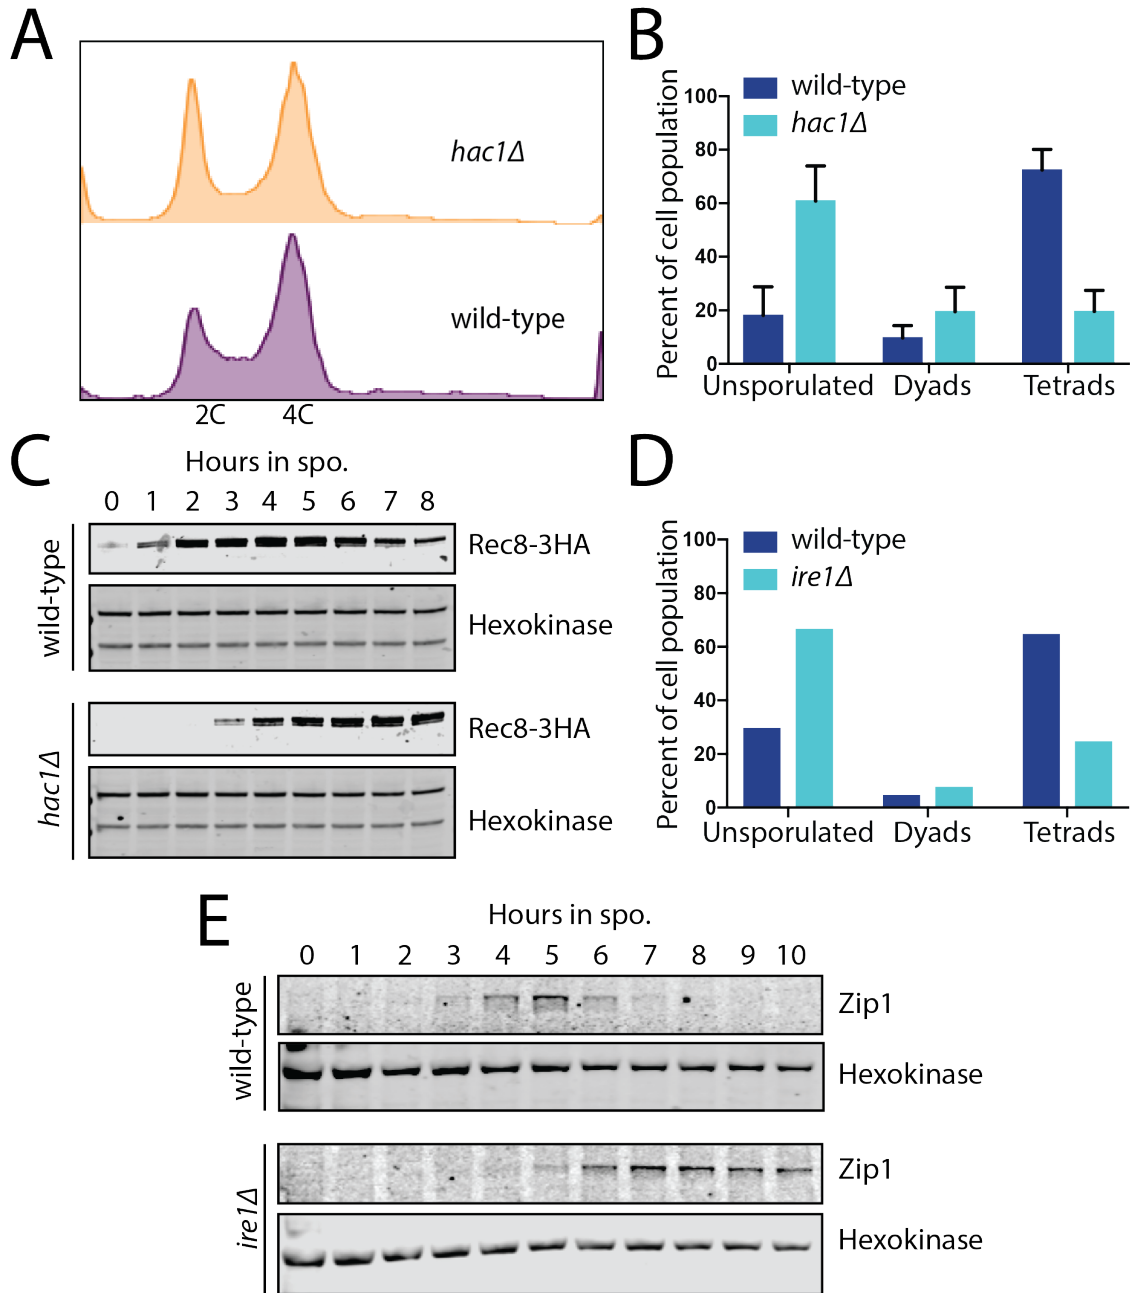 A
hac1Δ
wild-type
2C 4C
B
Percent of cell population
wild-type
hac1Δ
100
80
60
40
20
0
Unsporulated Dyads Tetrads
C
Hours in spo.
0 1 2 3 4 5 6 7 8
wild-type
Rec8-3HA
Hexokinase
hac1Δ
Rec8-3HA
Hexokinase
D
Percent of cell population
wild-type
ire1Δ
100
80
60
40
20
0
Unsporulated Dyads Tetrads
E
Hours in spo.
0 1 2 3 4 5 6 7 8 9 10
wild-type
Zip1
Hexokinase
ire1Δ
Zip1
Hexokinase